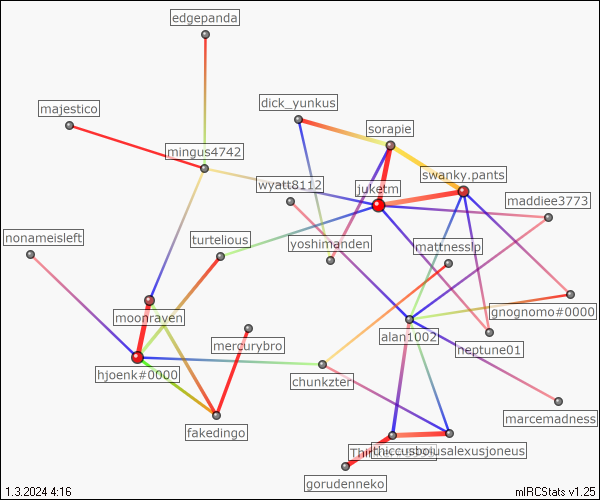 edgepanda
majestico
dick_yunkus
sorapie
mingus4742
swanky.pants
wyatt8112
juketm
maddiee3773
nonameisleft
turtelious
yoshimanden
mattnesslp
moonraven
gnognomo#0000
mercurybro
alan1002
neptune01
hjoenk#0000
chunkzter
marcemadness
fakedingo
thiccusbonusalexusjoneus
gorudenneko
1.3.2024 4:16
mIRCStats v1.25